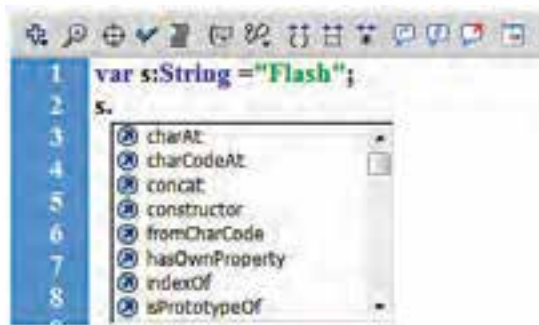 1 var s:String ="Flash";
2 s.
3 charAt
4 charCodeAt
concat
5 constructor
6 fromCharCode
7 hasOwnProperty
indexOf
8 isPrototypeOf